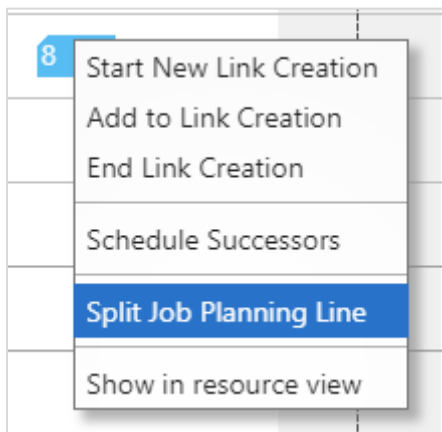 8
Start New Link Creation
Add to Link Creation
End Link Creation
Schedule Successors
Split Job Planning Line
Show in resource view